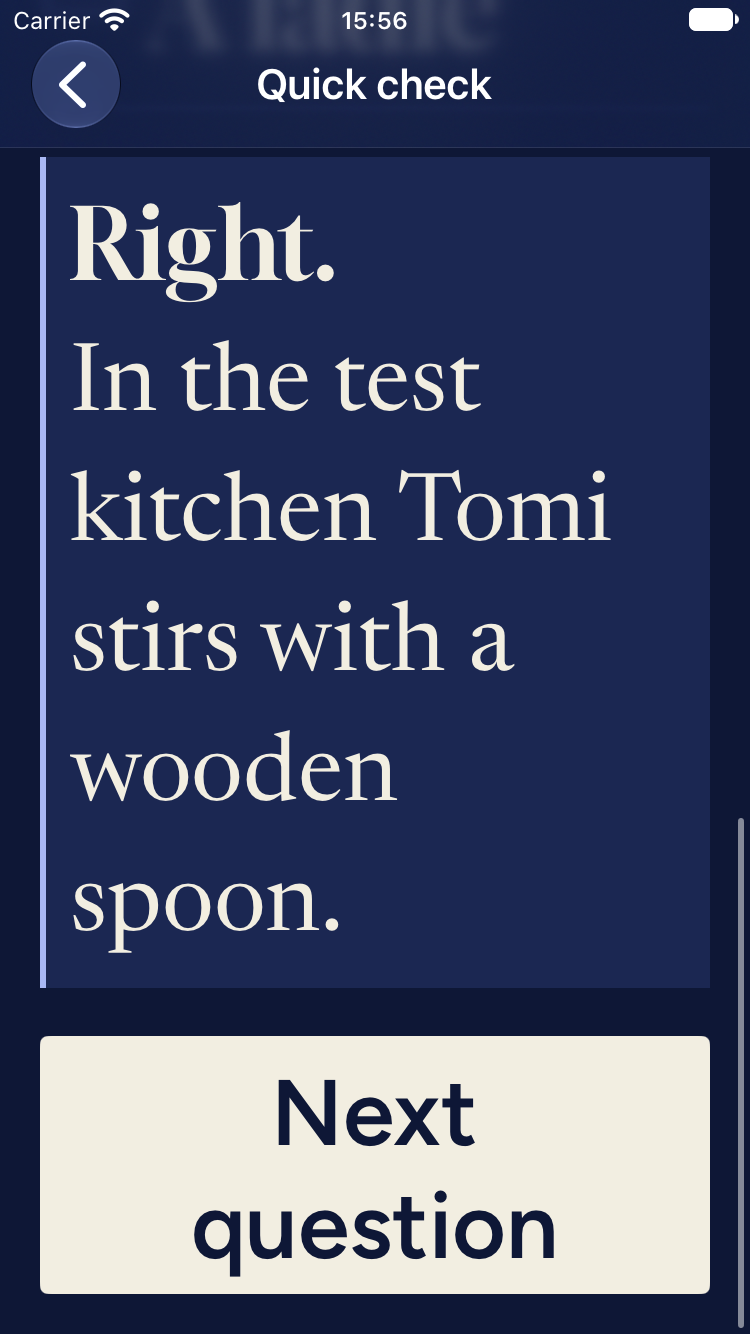 Carrier 15:56
Quick check
Right.
In the test
kitchen Tomi
stirs with a
wooden
spoon.
Next
question